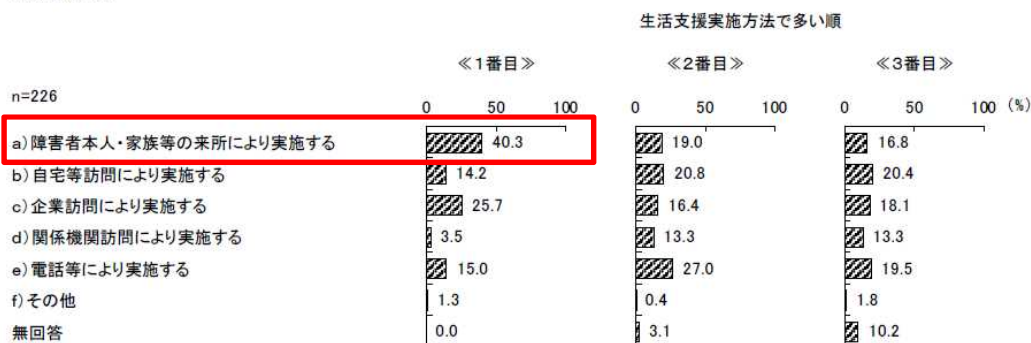 生活支援実施方法で多い順
≪1番目≫ ≪2番目≫ ≪3番目≫
n=226
0 50 100 0 50 100 0 50 100 (%)
a)障害者本人・家族等の来所により実施する 40.3 19.0 16.8
b)自宅等訪問により実施する 14.2 20.8 20.4
c)企業訪問により実施する 25.7 16.4 18.1
d)関係機関訪問により実施する 3.5 13.3 13.3
e)電話等により実施する 15.0 27.0 19.5
f)その他 1.3 0.4 1.8
無回答 0.0 3.1 10.2